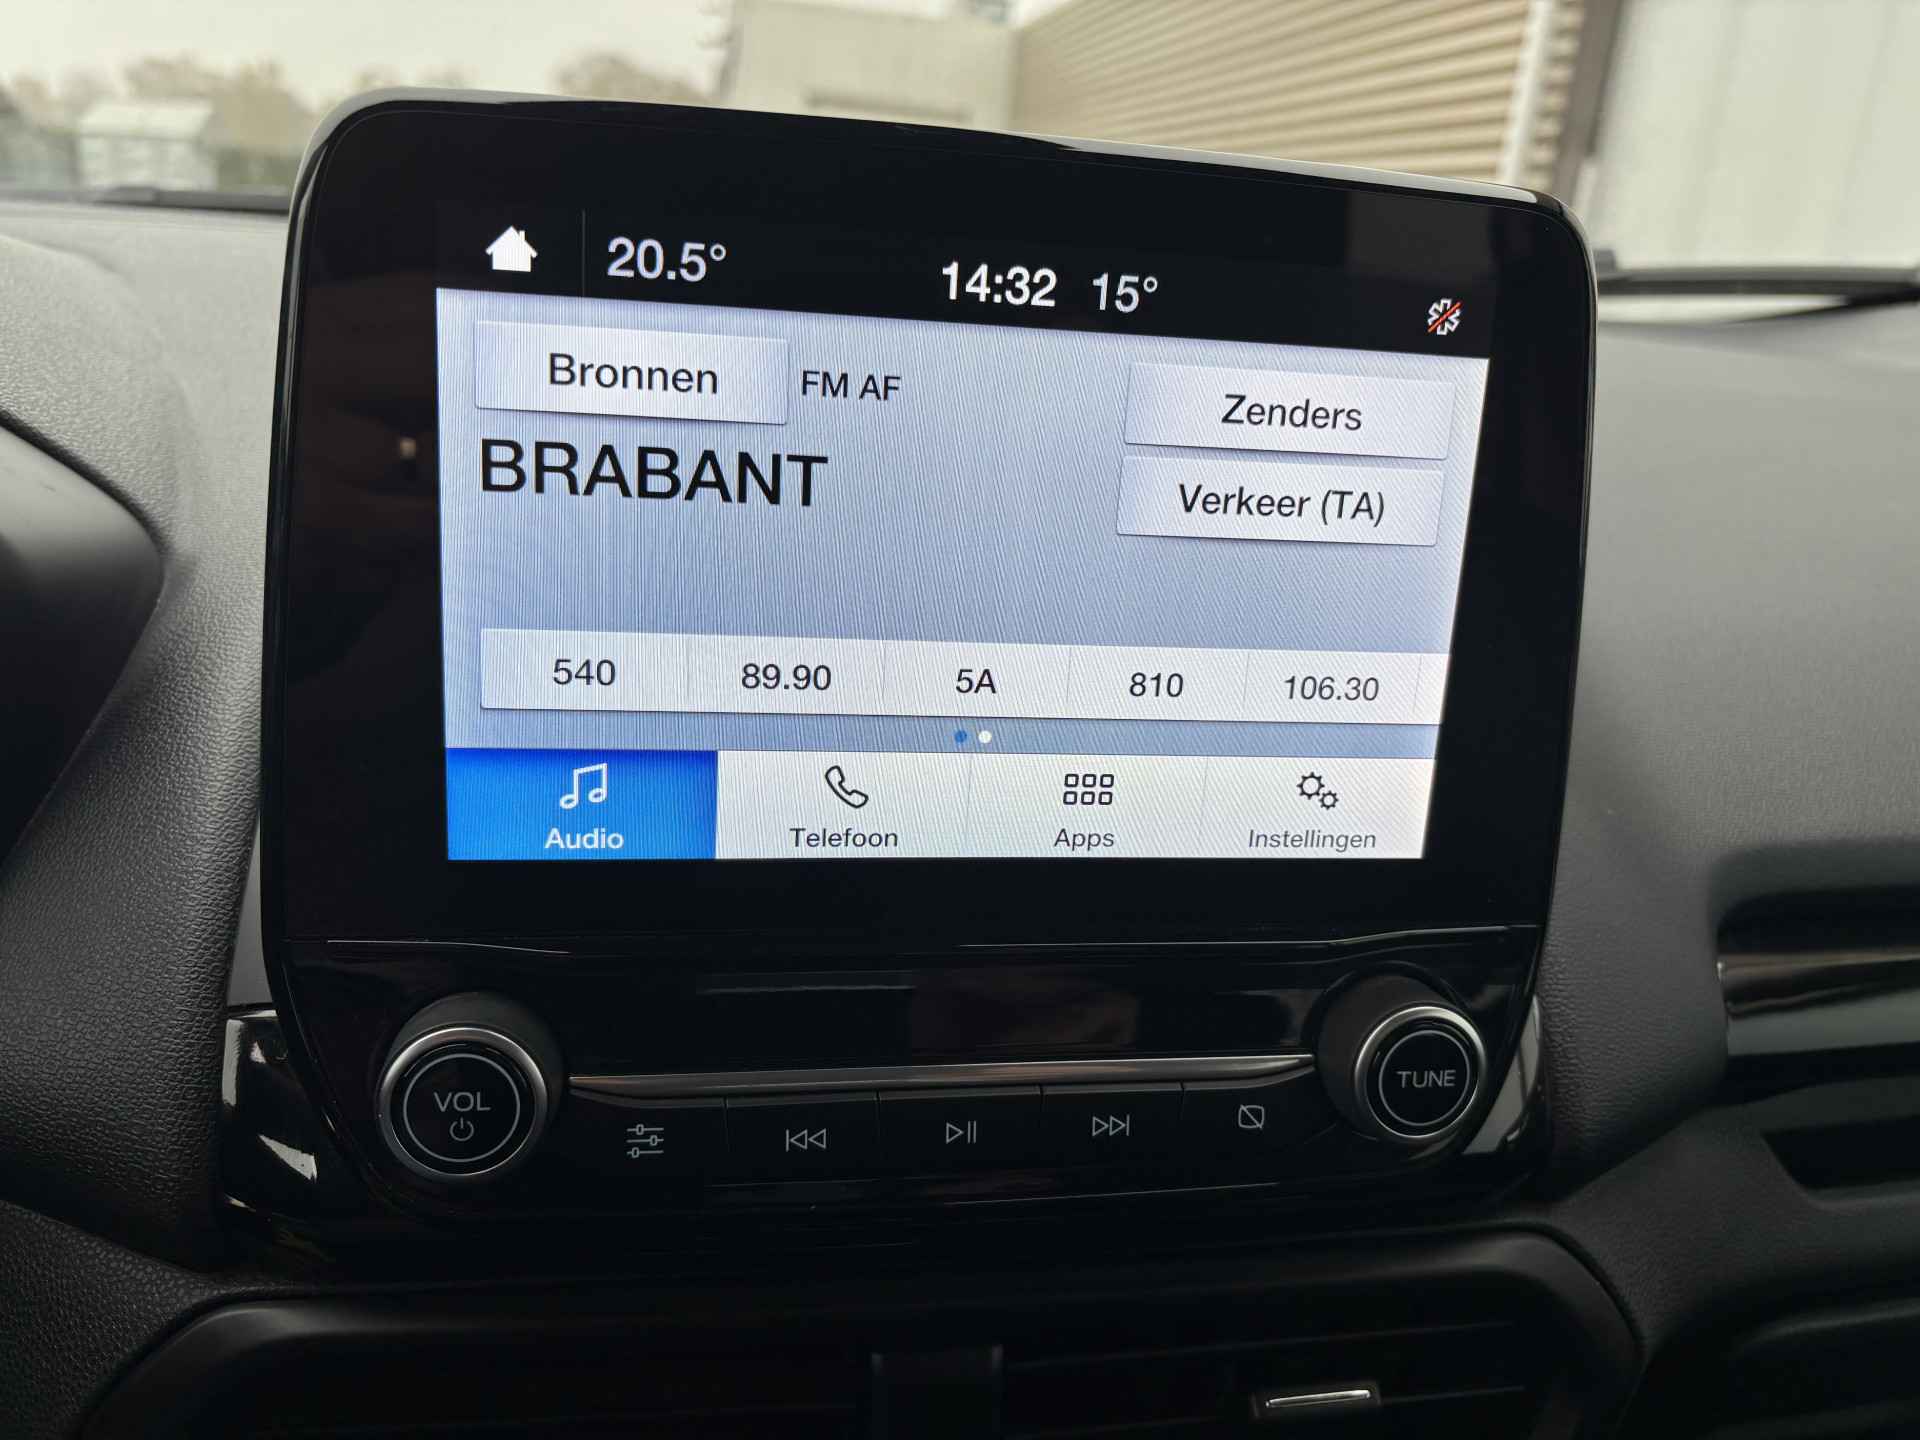 20.5° 14:32 15°
Bronnen FM AF Zenders
BRABANT
Verkeer (TA)
540 89.90 5A 810 106.30
Audio Telefoon Apps Instellingen
VOL TUNE